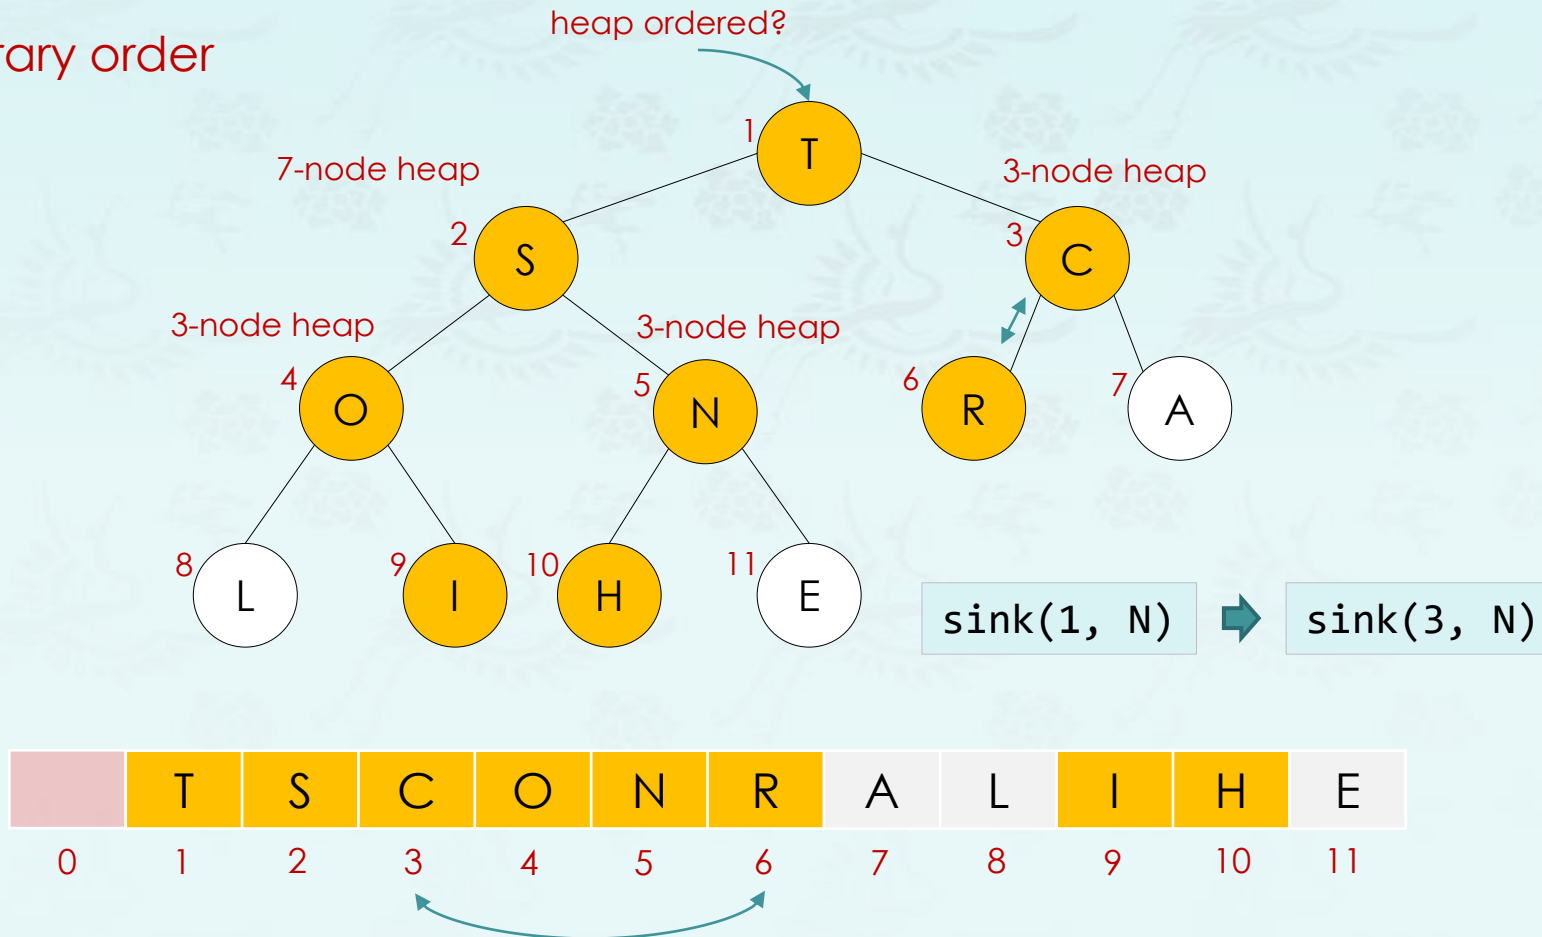 heap ordered?
rary order
1
T
7-node heap
3-node heap
2
S
3
C
3-node heap
3-node heap
4
O
5
N
6
R
7
A
8
L
9
I
10
H
11
E
sink(1, N)
sink(3, N)
T S C O N R A L I H E
0 1 2 3 4 5 6 7 8 9 10 11